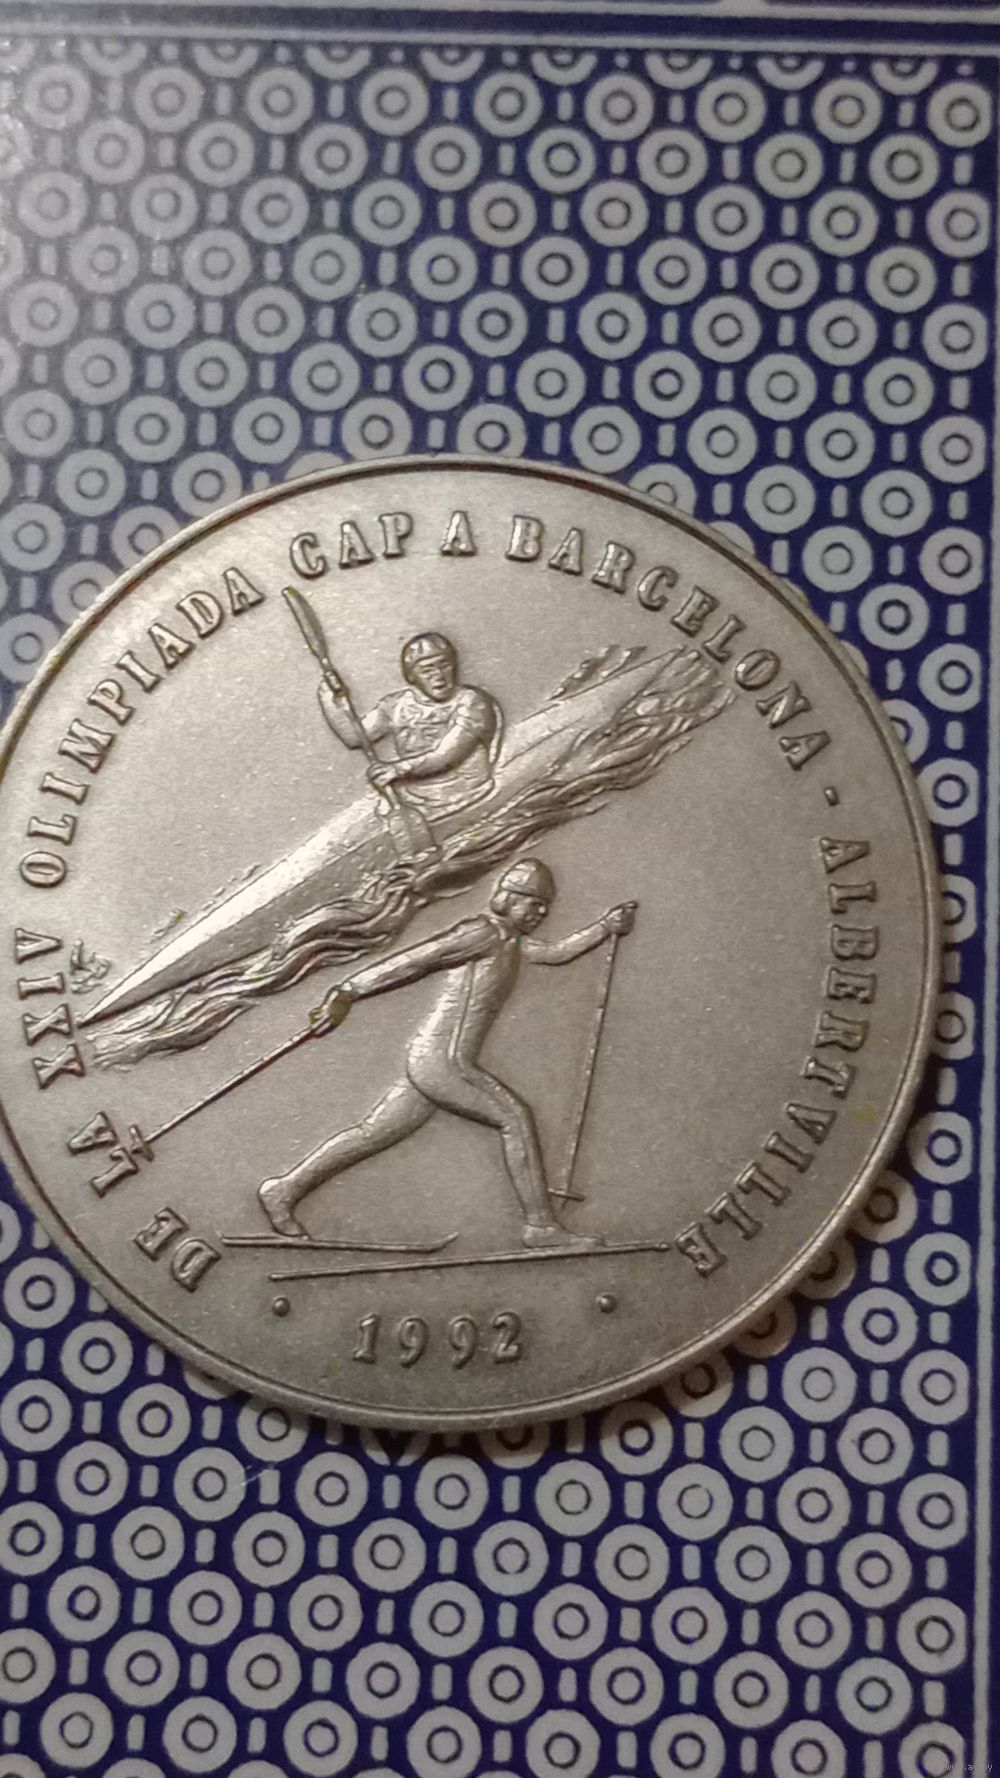 DE LA XXIV OLIMPIADA CAP A BARCELONA - ALBERTVILLE
· 1992 ·